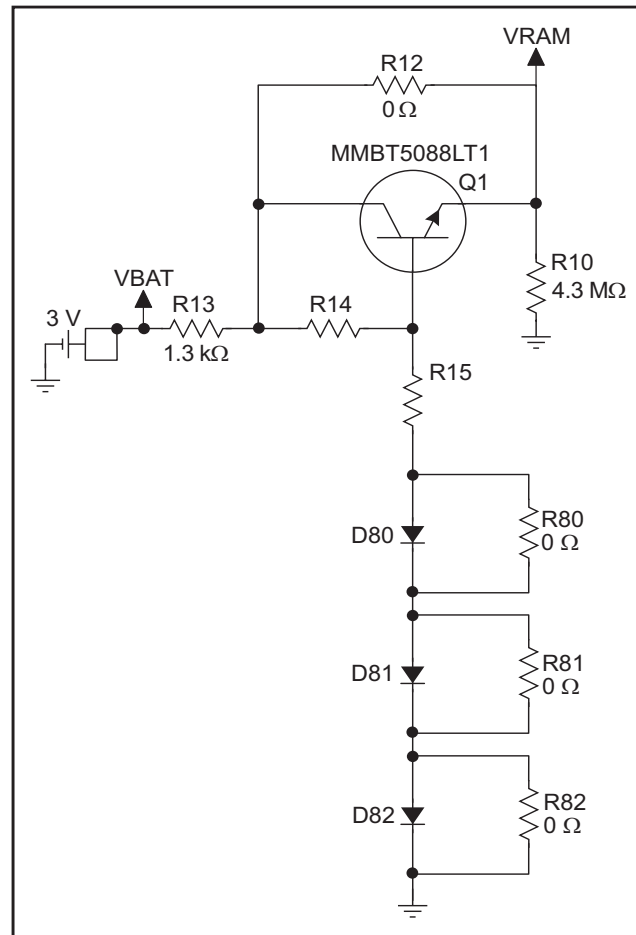 VRAM
R12
0 Ω
MMBT5088LT1
Q1
R10
4.3 MΩ
VBAT
3 V
R13
1.3 kΩ
R14
R15
D80
R80
0 Ω
D81
R81
0 Ω
D82
R82
0 Ω